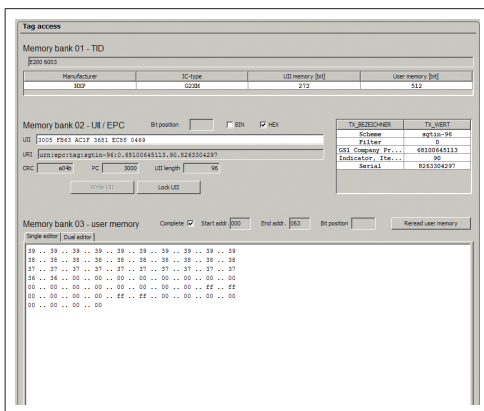 Tag access
Memory bank 01 - TID
E200 6003
Manufacturer IC-type UII memory [bit] User memory [bit]
NXP G2XM 272 512
Memory bank 02 - UII / EPC Bit position BIN HEX
TX_BEZEICHNER TX_WERT
UII 3005 FB63 AC1F 3681 EC88 0469
Scheme sgtin-96
URI urn:epc:tag:sgtin-96:0.68100645113.90.8263304297
Filter 0
GS1 Company Pr... 68100645113
CRC e04b PC 3000 UII length 96
Indicator, Ite... 90
Serial 8263304297
Write UII Lock UII
Memory bank 03 - user memory Complete Start addr. 000 End addr. 063 Bit position Reread user memory
Single editor Dual editor
39 .. 39 .. 39 .. 39 .. 39 .. 39 .. 39 .. 39 .. 39 .. 39
38 .. 38 .. 38 .. 38 .. 38 .. 38 .. 38 .. 38 .. 38 .. 38
37 .. 37 .. 37 .. 37 .. 37 .. 37 .. 37 .. 37 .. 37 .. 37
36 .. 36 .. 00 .. 00 .. 00 .. 00 .. 00 .. 00 .. 00 .. 00
00 .. 00 .. 00 .. 00 .. 00 .. 00 .. 00 .. 00 .. ff .. ff
00 .. 00 .. 00 .. 00 .. ff .. ff .. 00 .. 00 .. 00 .. 00
00 .. 00 .. 00 .. 00